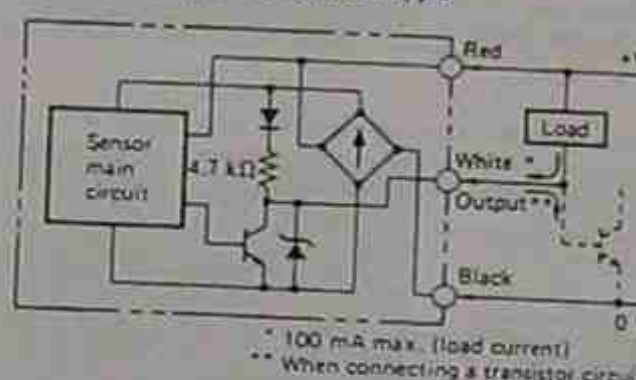 Red
+
Sensor
main
circuit
4.7 kΩ
Load
White *
Output**
Black
0
* 100 mA max. (load current)
** When connecting a transistor circui